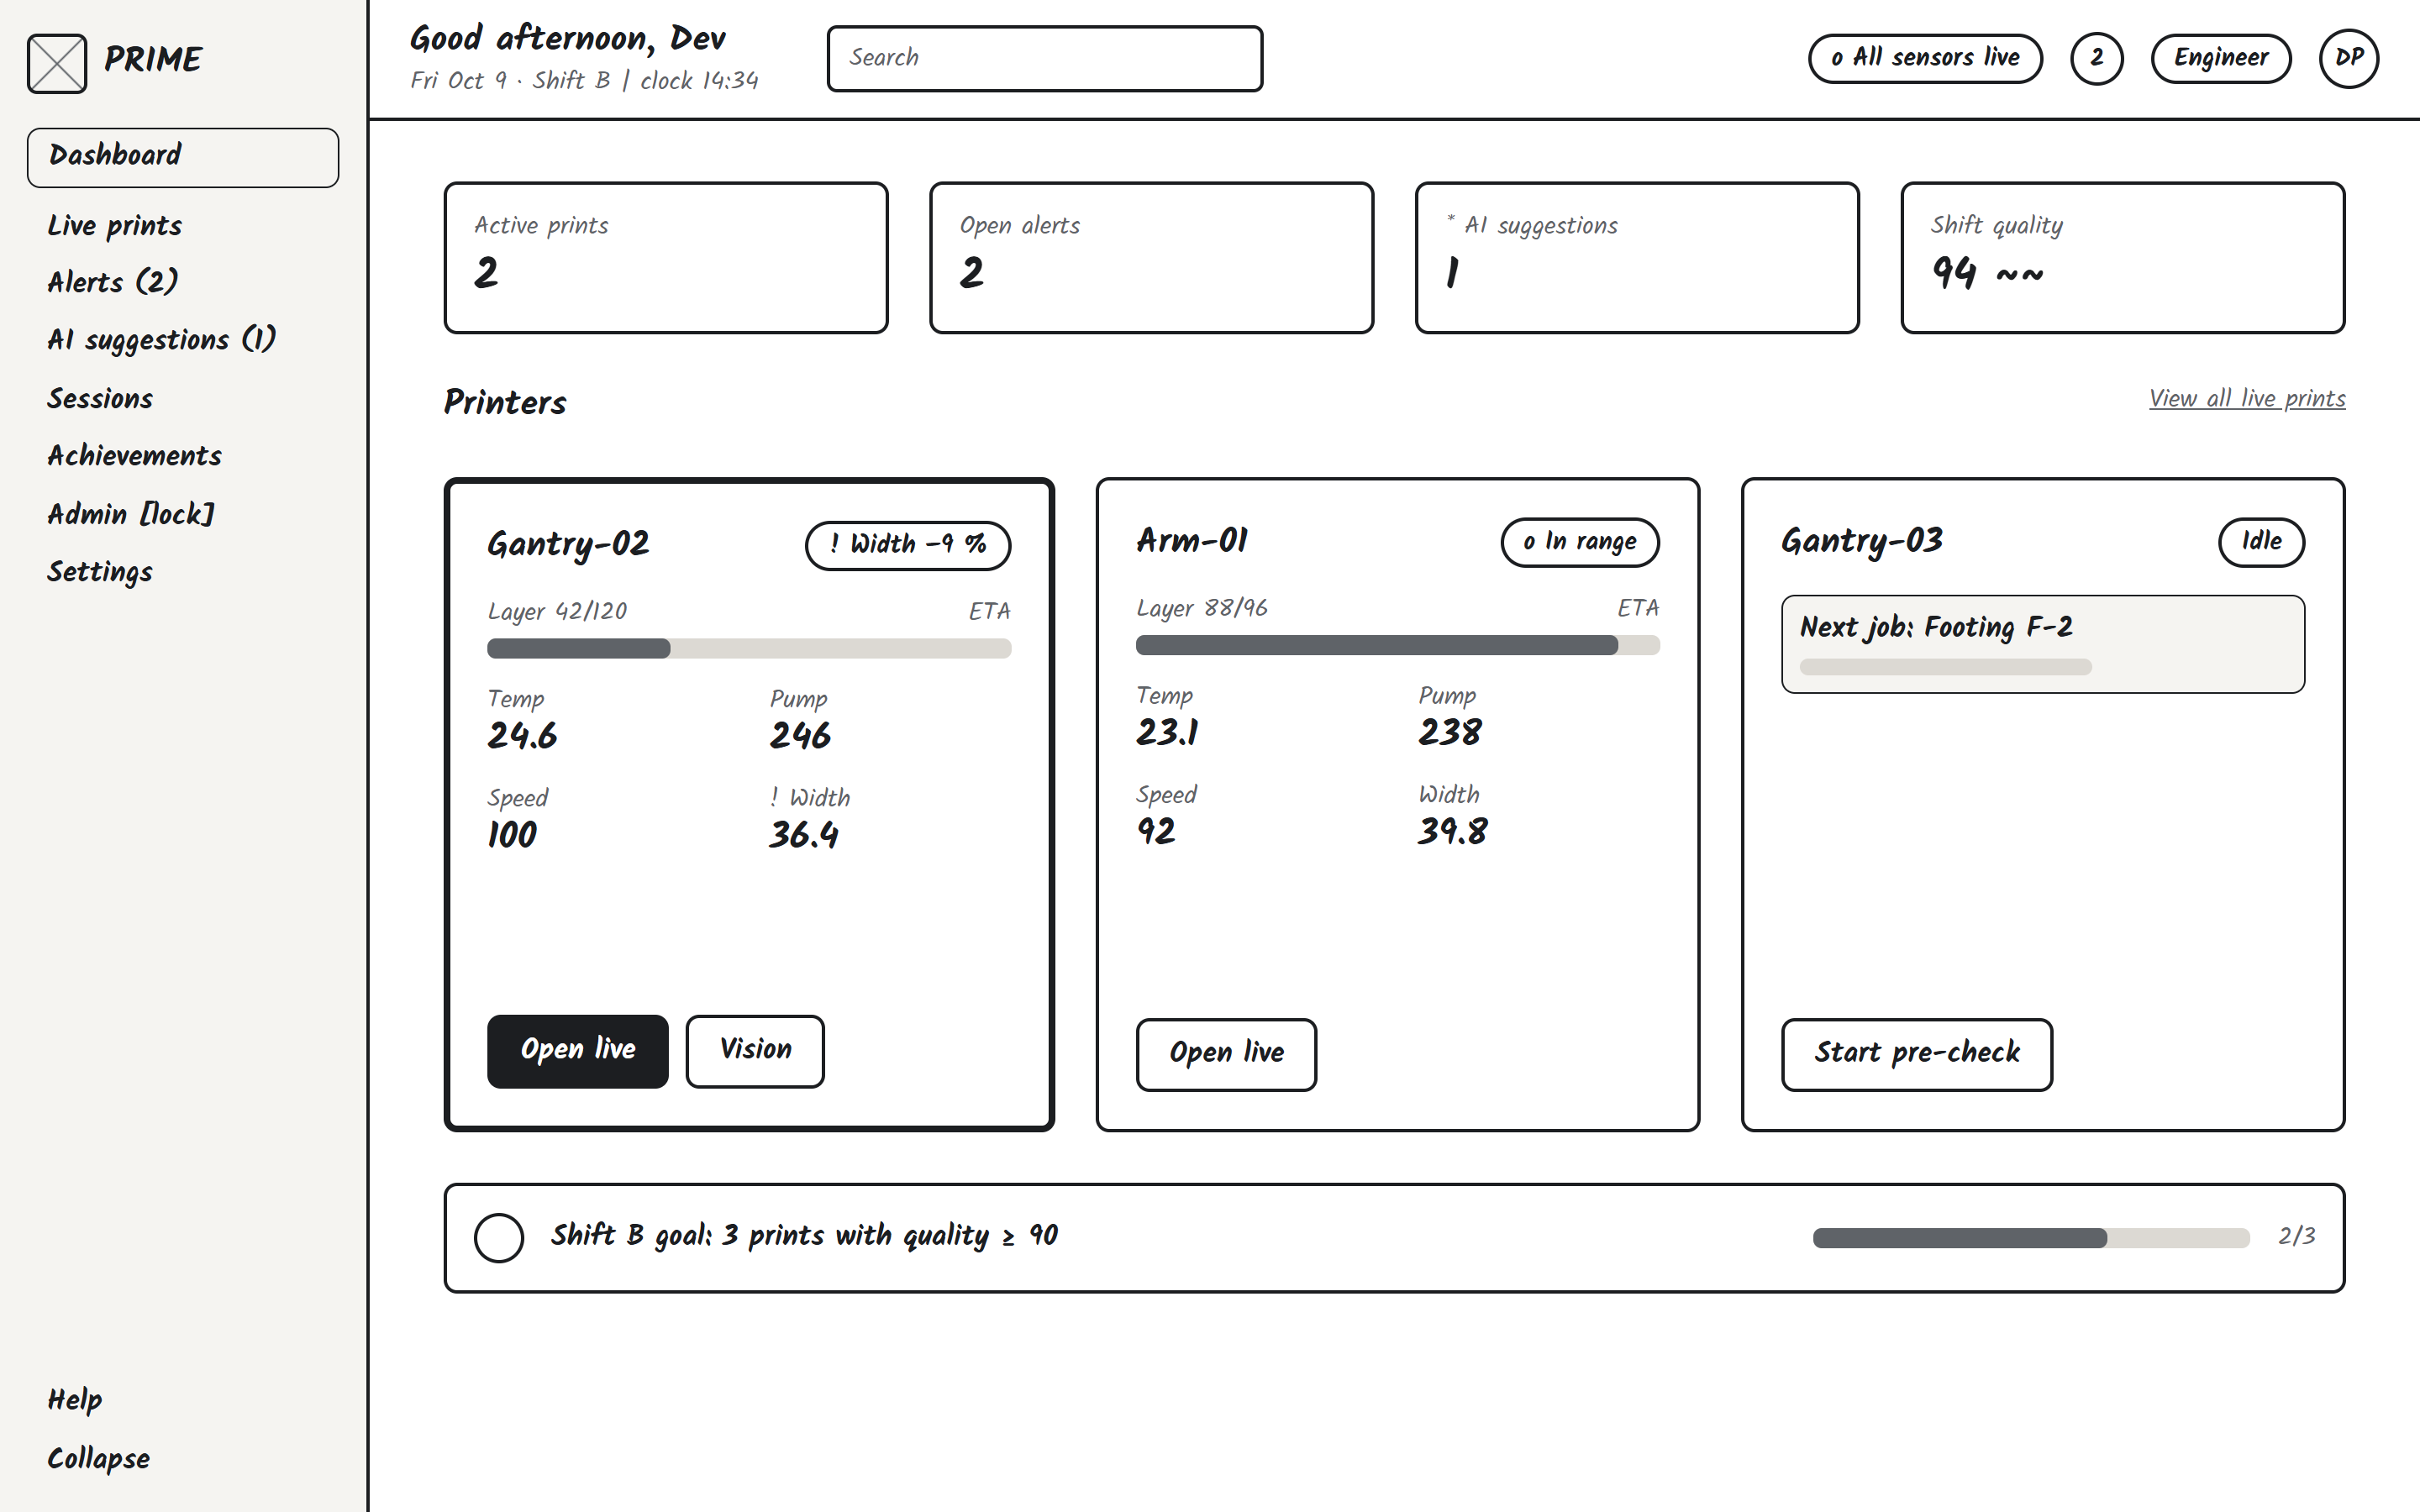 PRIME
Dashboard
Live prints
Alerts (2)
AI suggestions (1)
Sessions
Achievements
Admin [lock]
Settings
Help
Collapse
Good afternoon, Dev
Fri Oct 9 · Shift B | clock 14:34
Search
o All sensors live
2
Engineer
DP
Active prints
2
Open alerts
2
* AI suggestions
1
Shift quality
94 ~~
Printers
View all live prints
Gantry-02
! Width -9 %
Layer 42/120
ETA
Temp
24.6
Pump
246
Speed
100
! Width
36.4
Open live
Vision
Arm-01
o In range
Layer 88/96
ETA
Temp
23.1
Pump
238
Speed
92
Width
39.8
Open live
Gantry-03
Idle
Next job: Footing F-2
Start pre-check
Shift B goal: 3 prints with quality ≥ 90
2/3